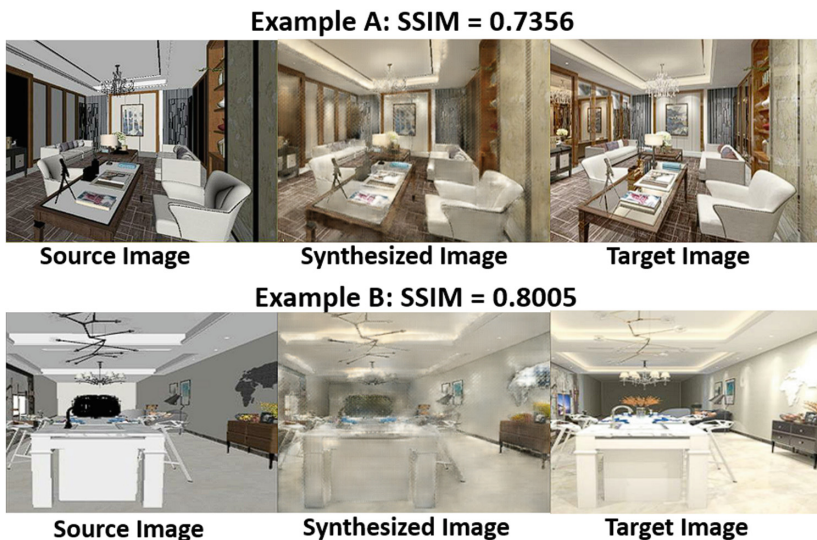 Example A: SSIM = 0.7356
Source Image Synthesized Image Target Image
Example B: SSIM = 0.8005
Source Image Synthesized Image Target Image